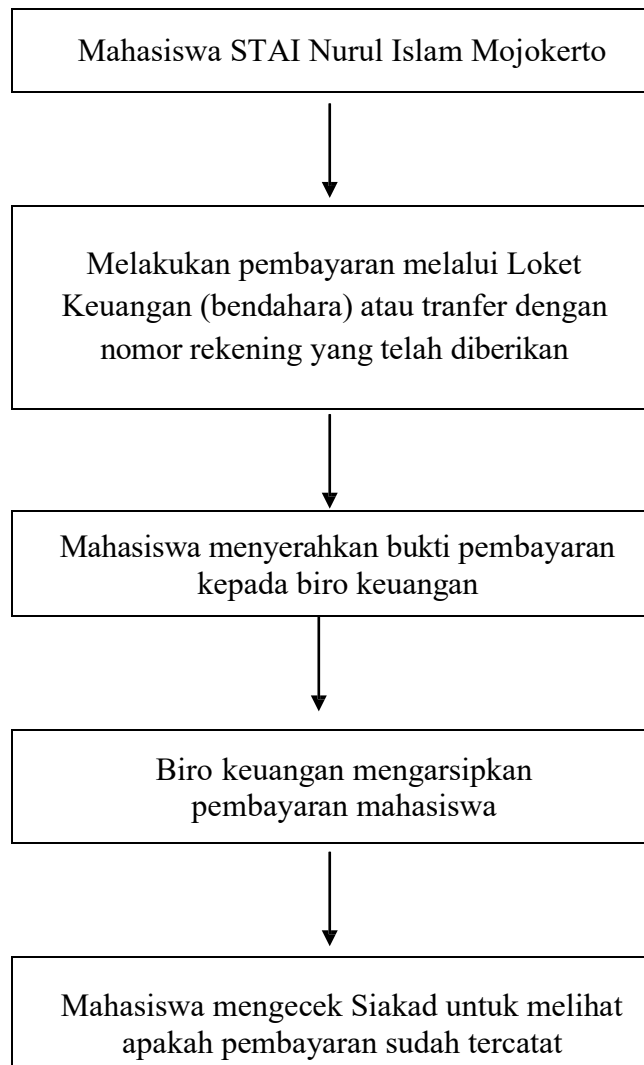 Mahasiswa STAI Nurul Islam Mojokerto
Melakukan pembayaran melalui Loket
Keuangan (bendahara) atau tranfer dengan
nomor rekening yang telah diberikan
Mahasiswa menyerahkan bukti pembayaran
kepada biro keuangan
Biro keuangan mengarsipkan
pembayaran mahasiswa
Mahasiswa mengecek Siakad untuk melihat
apakah pembayaran sudah tercatat